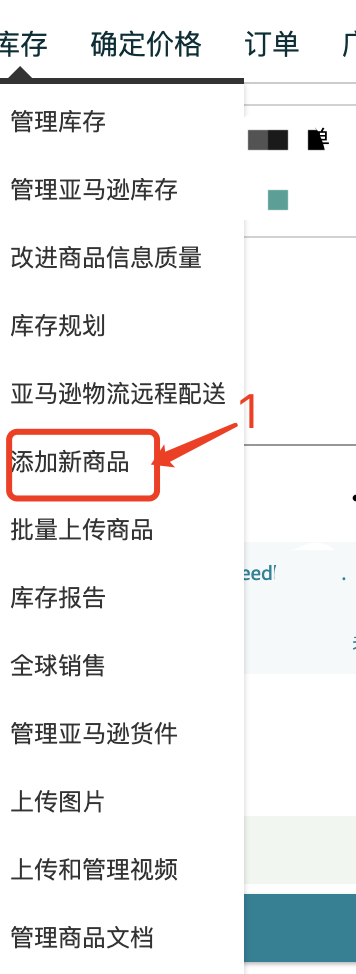 库存 确定价格 订单
管理库存
单
管理亚马逊库存
改进商品信息质量
库存规划
亚马逊物流远程配送
1
添加新商品
批量上传商品
eed
库存报告
全球销售
管理亚马逊货件
上传图片
上传和管理视频
管理商品文档